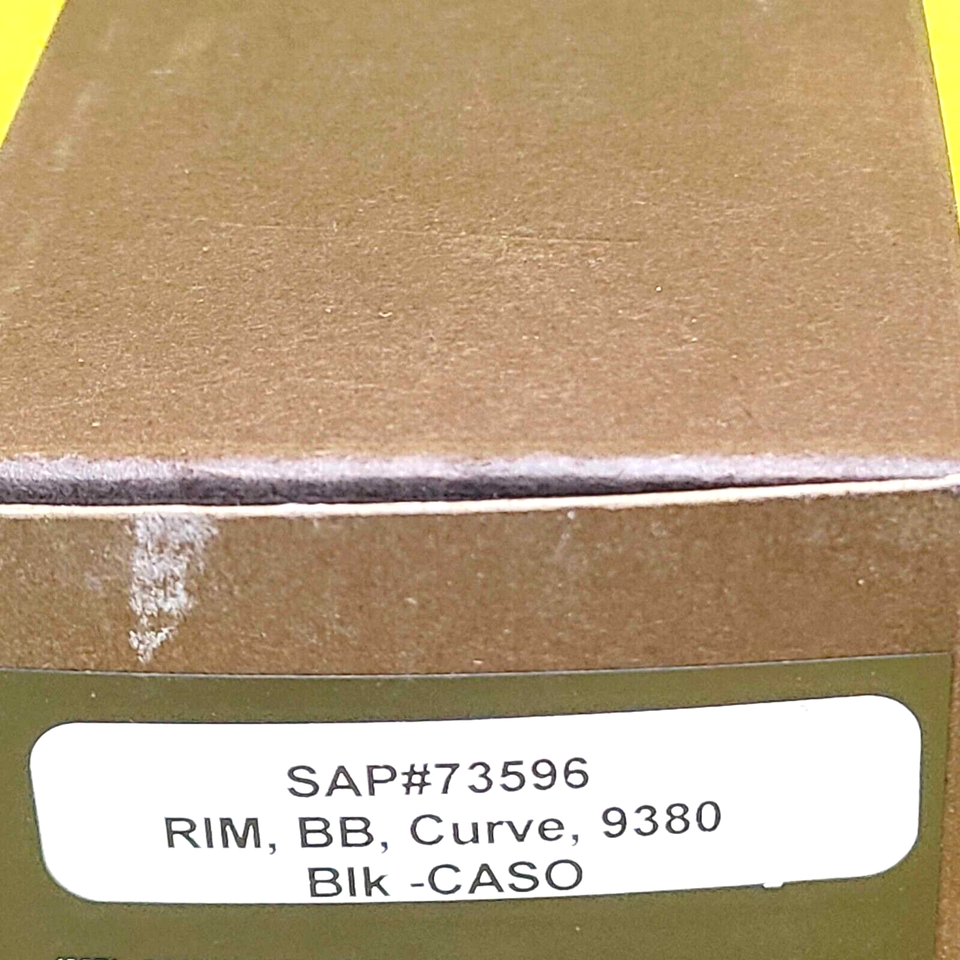 SAP#73596
RIM, BB, Curve, 9380
Blk -CASO